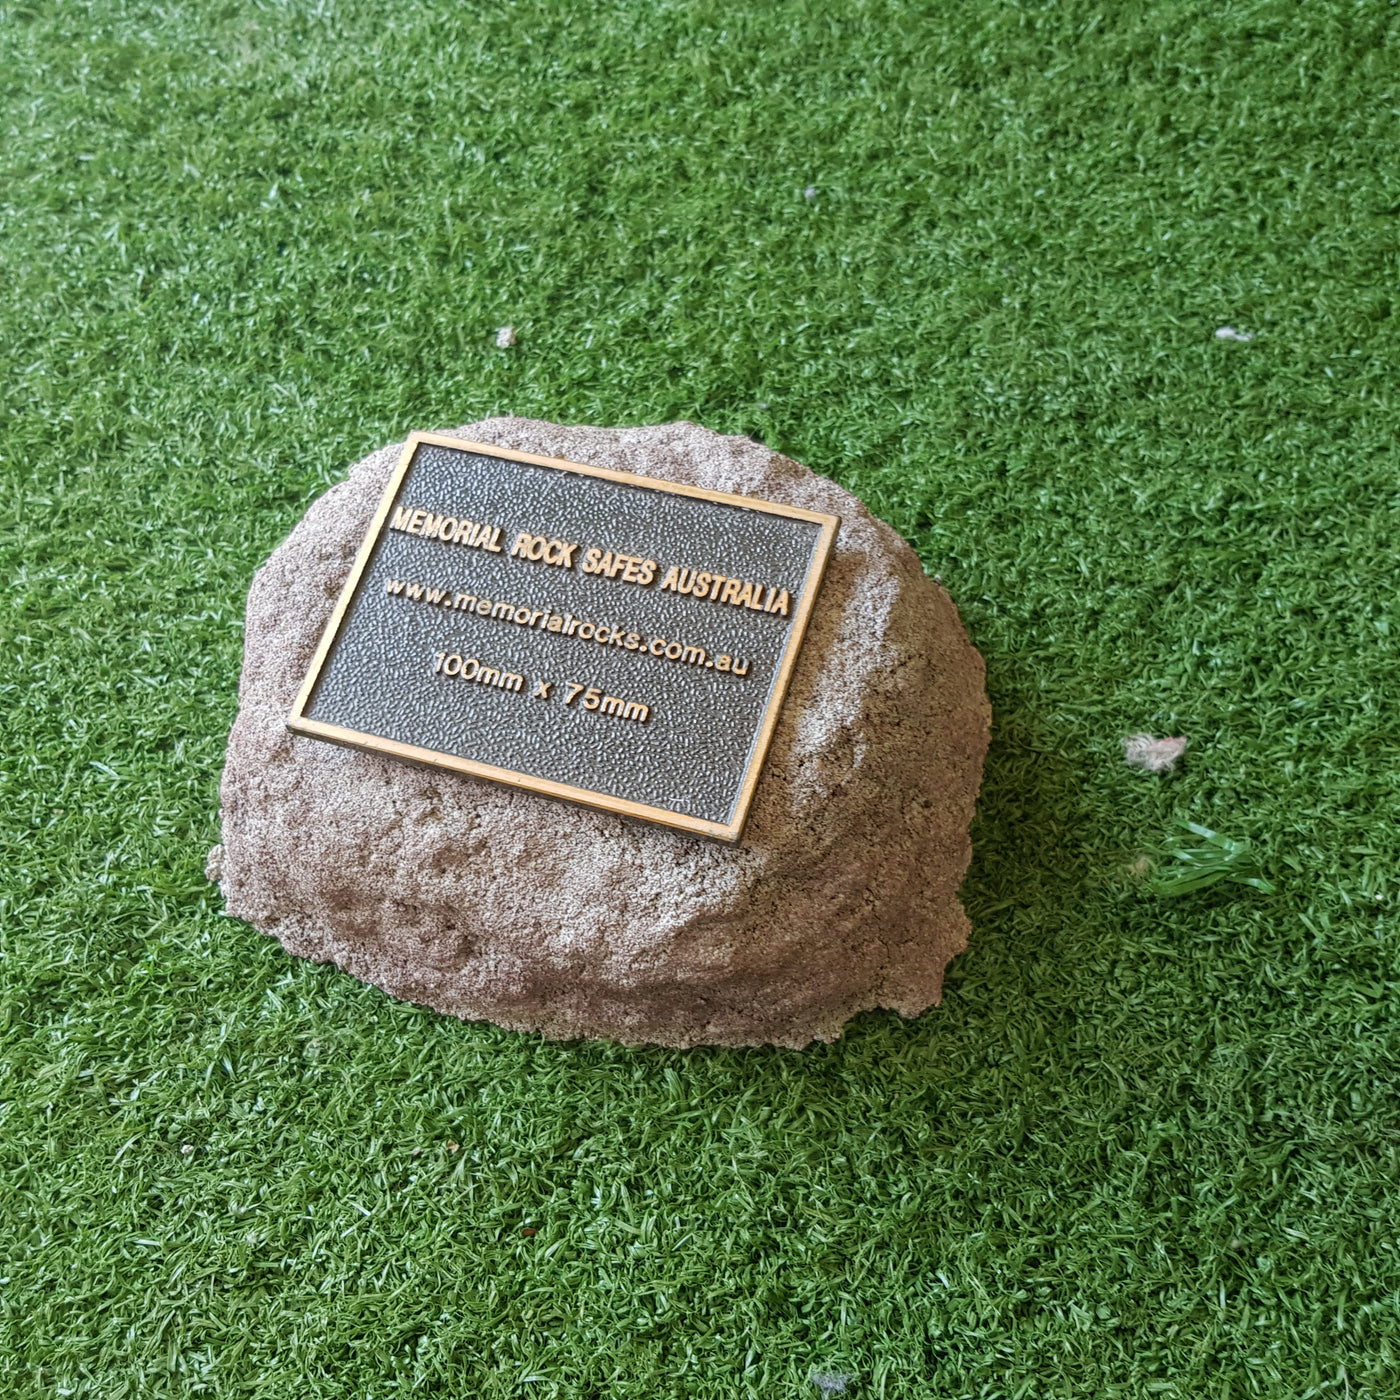 MEMORIAL ROCK SAFES AUSTRALIA
www.memorialrocks.com.au
100mm x 75mm